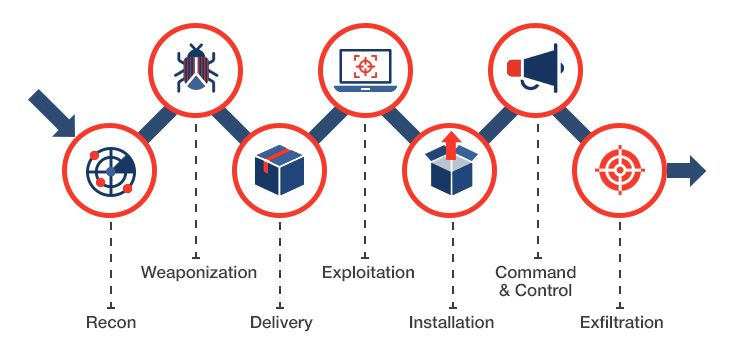 Weaponization
Exploitation
Command
& Control
Recon
Delivery
Installation
Exfiltration